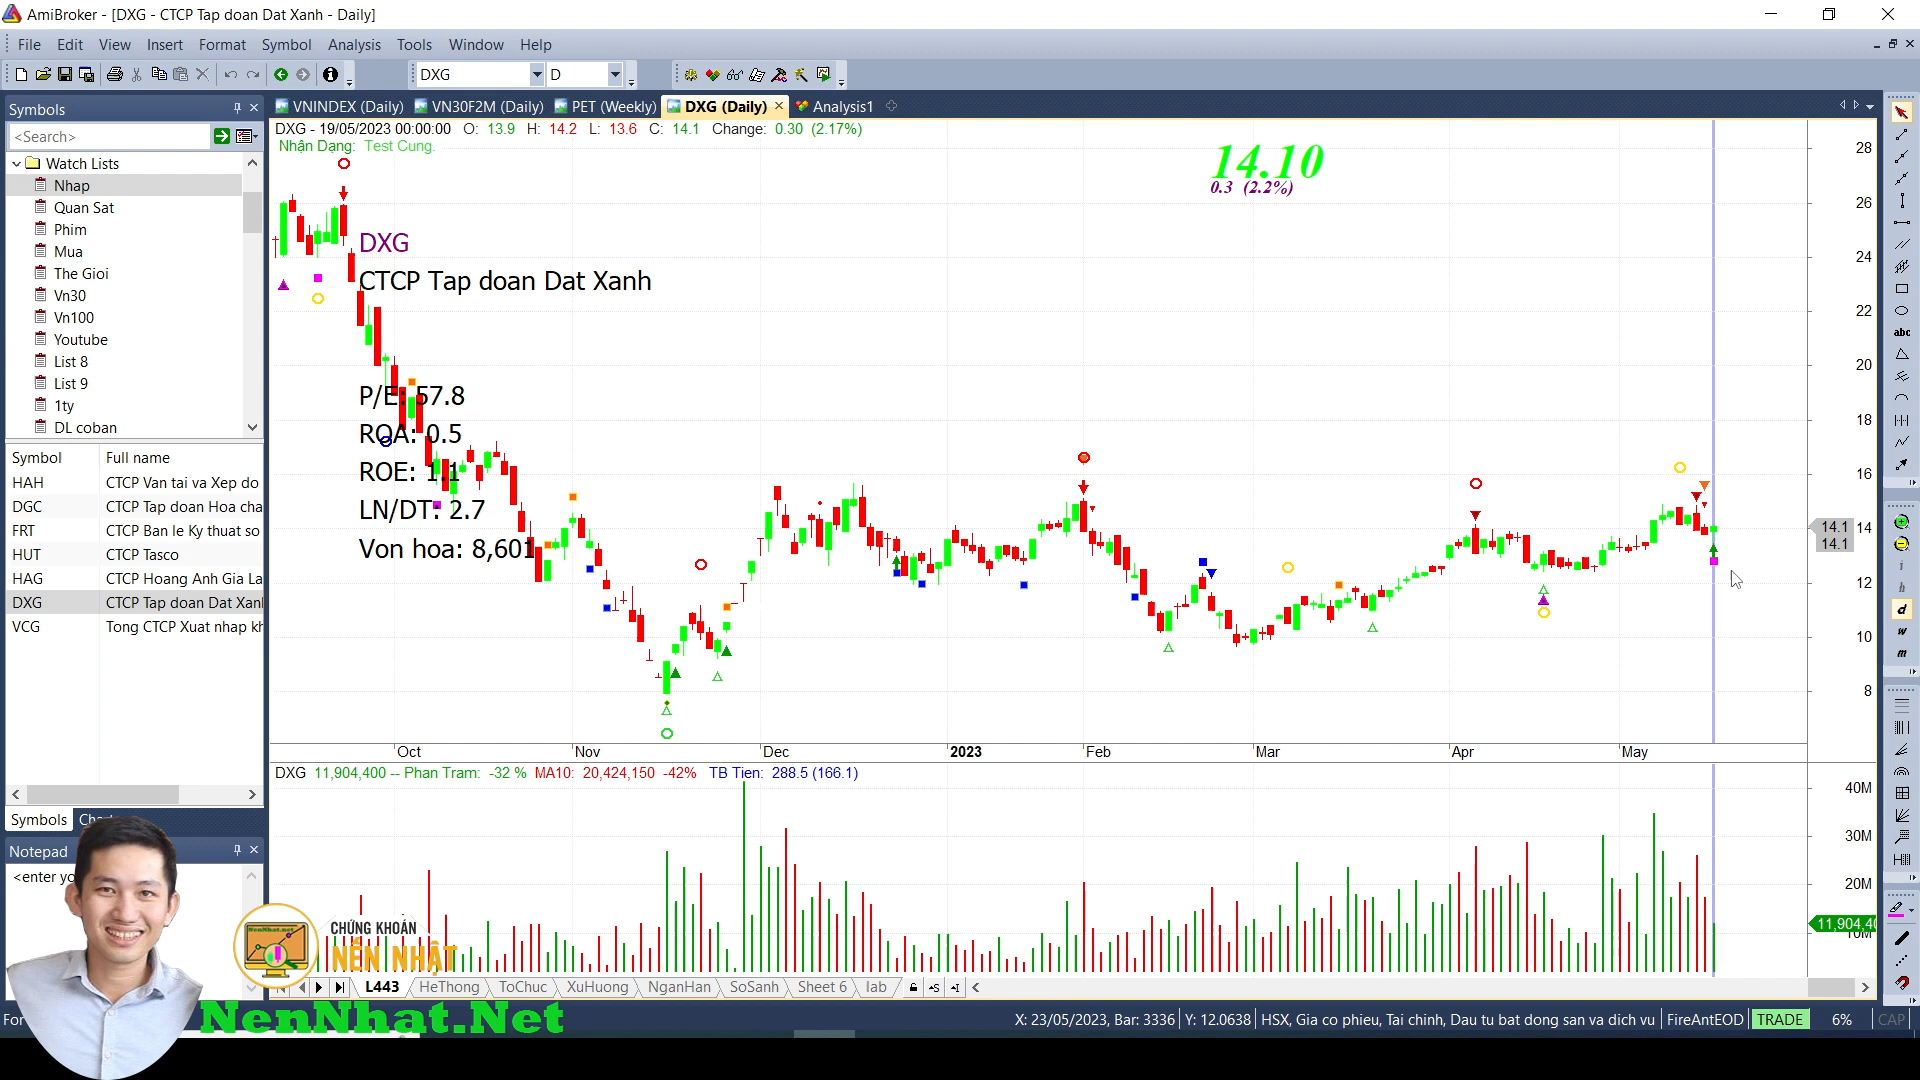 AmiBroker - [DXG - CTCP Tap doan Dat Xanh - Daily]
File Edit View Insert Format Symbol Analysis Tools Window Help
DXG D
Symbols
VNINDEX (Daily) VN30F2M (Daily) PET (Weekly) DXG (Daily) Analysis1
<Search>
DXG - 19/05/2023 00:00:00 O: 13.9 H: 14.2 L: 13.6 C: 14.1 Change: 0.30 (2.17%)
Nhận Dạng: Test Cung.
14.10
0.3 (2.2%)
Watch Lists
Nhap
Quan Sat
Phim
Mua
The Gioi
Vn30
Vn100
Youtube
List 8
List 9
1ty
DL coban
DXG
CTCP Tap doan Dat Xanh
P/E: 57.8
ROA: 0.5
ROE: 1.1
LN/DT: 2.7
Von hoa: 8,601
28
26
24
22
20
18
16
14.1 14
14.1
12
10
8
Symbol Full name
HAH CTCP Van tai va Xep do
DGC CTCP Tap doan Hoa cha
FRT CTCP Ban le Ky thuat so
HUT CTCP Tasco
HAG CTCP Hoang Anh Gia La
DXG CTCP Tap doan Dat Xan
VCG Tong CTCP Xuat nhap kh
Oct Nov Dec 2023 Feb Mar Apr May
DXG 11,904,400 -- Phan Tram: -32 % MA10: 20,424,150 -42% TB Tien: 288.5 (166.1)
40M
30M
20M
11,904,40
10M
abc
i
h
d
w
m
Symbols Cha
Notepad
<enter yo
CHỨNG KHOÁN
NẾN NHẬT
NenNhat.net
L443 HeThong ToChuc XuHuong NganHan SoSanh Sheet 6 lab
NenNhat.Net
For
X: 23/05/2023, Bar: 3336 Y: 12.0638 HSX, Gia co phieu, Tai chinh, Dau tu bat dong san va dich vu FireAntEOD TRADE 6% CAP